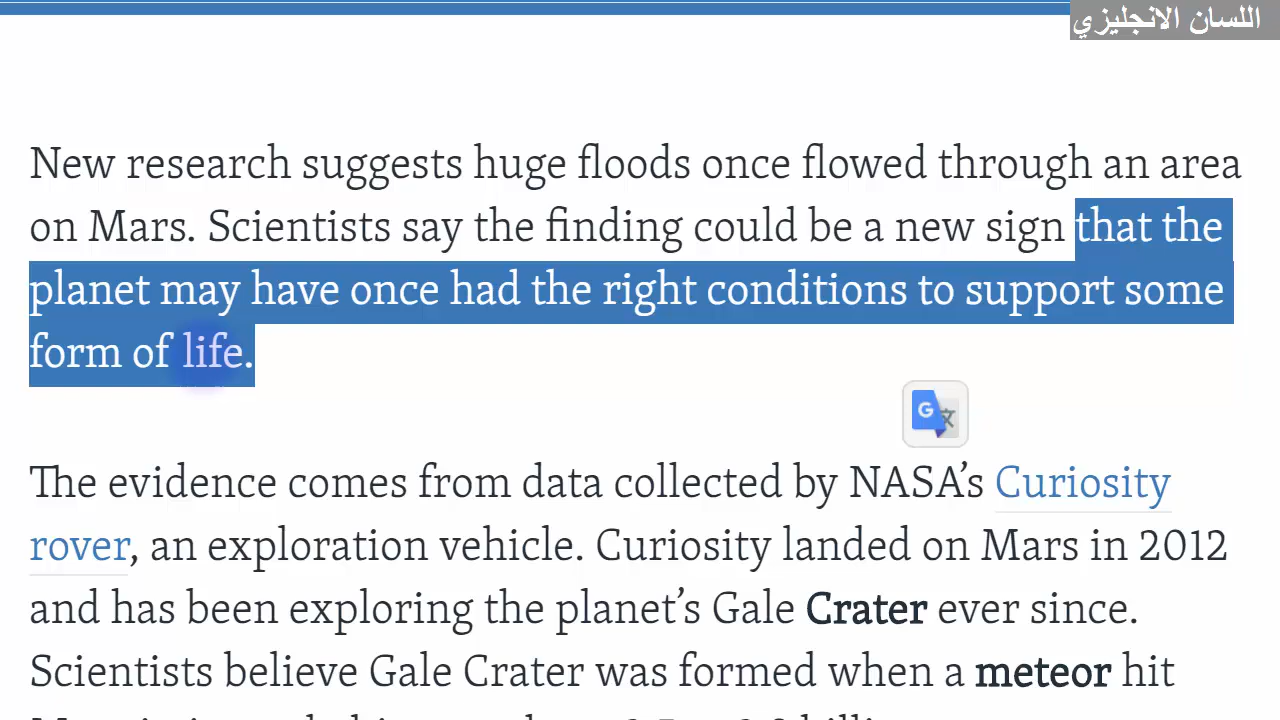 اللسان الانجليزي
New research suggests huge floods once flowed through an area
on Mars. Scientists say the finding could be a new sign that the
planet may have once had the right conditions to support some
form of life.
G
The evidence comes from data collected by NASA’s Curiosity
rover, an exploration vehicle. Curiosity landed on Mars in 2012
and has been exploring the planet’s Gale Crater ever since.
Scientists believe Gale Crater was formed when a meteor hit